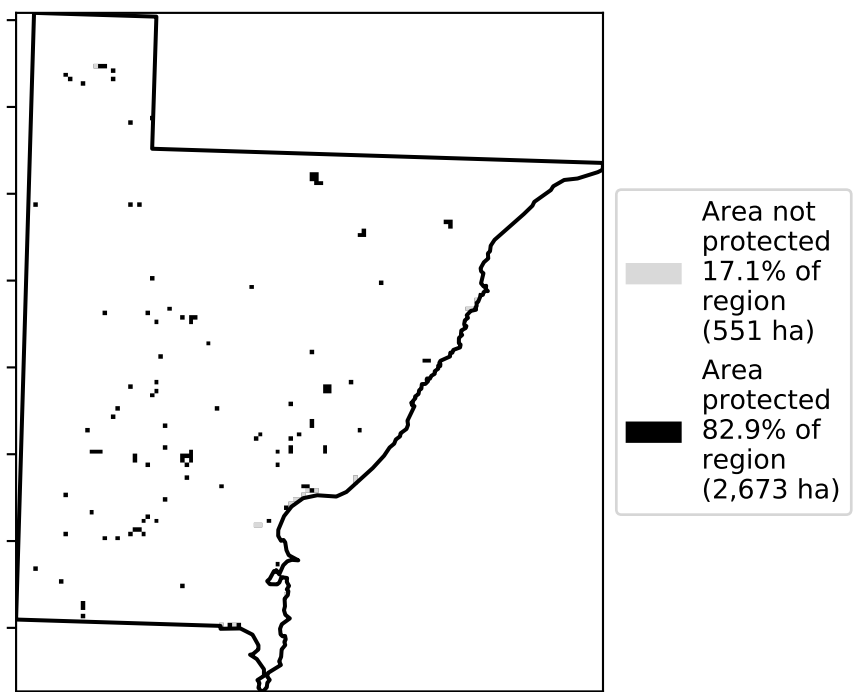 Area not
protected
17.1% of
region
(551 ha)
Area
protected
82.9% of
region
(2,673 ha)